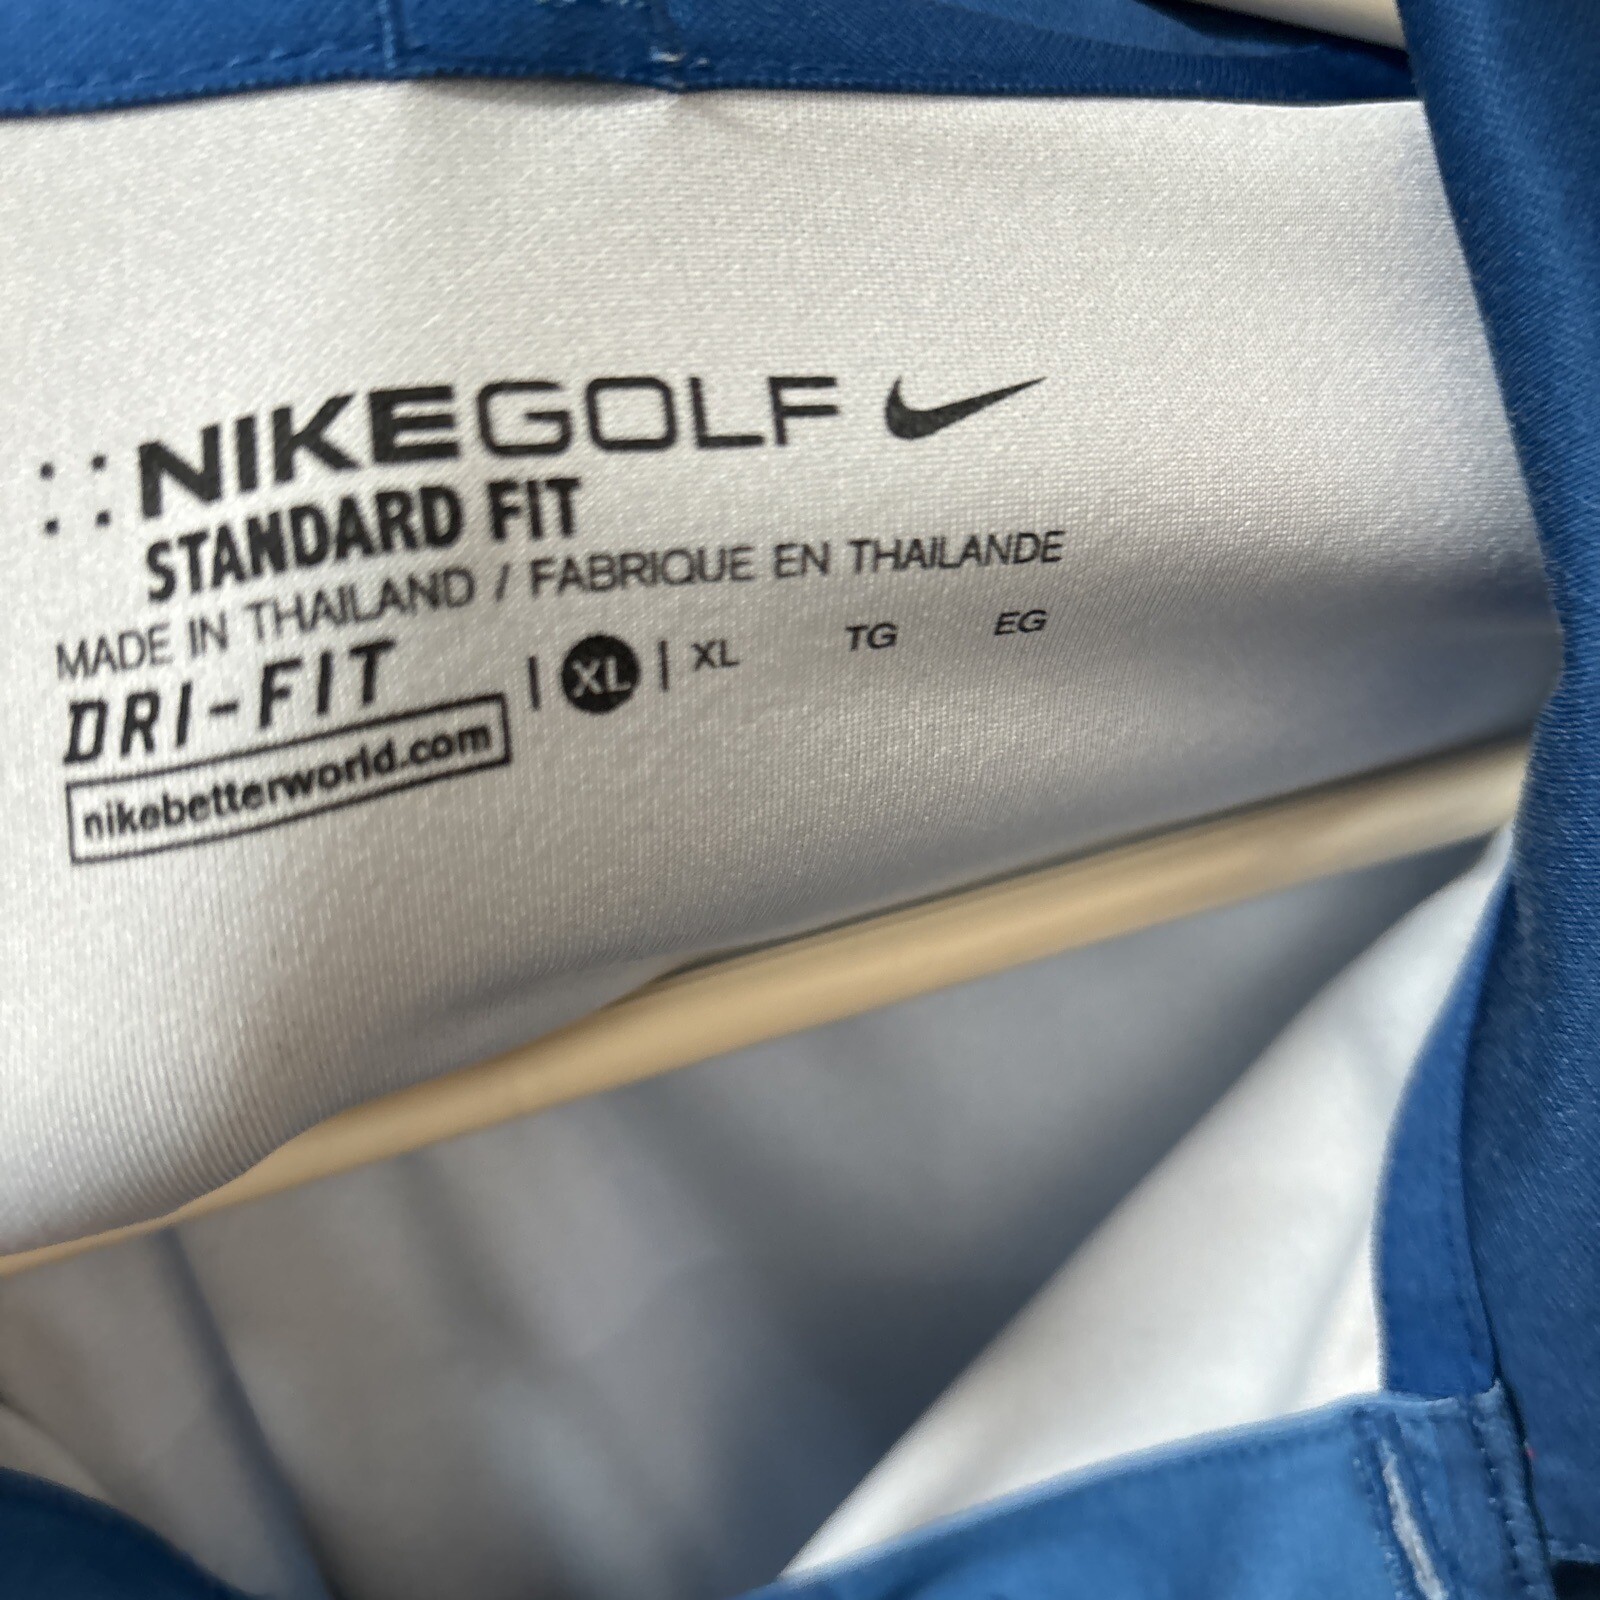 NIKEGOLF
STANDARD FIT
MADE IN THAILAND / FABRIQUE EN THAILANDE
DRI-FIT | XL | XL TG EG
nikebetterworld.com